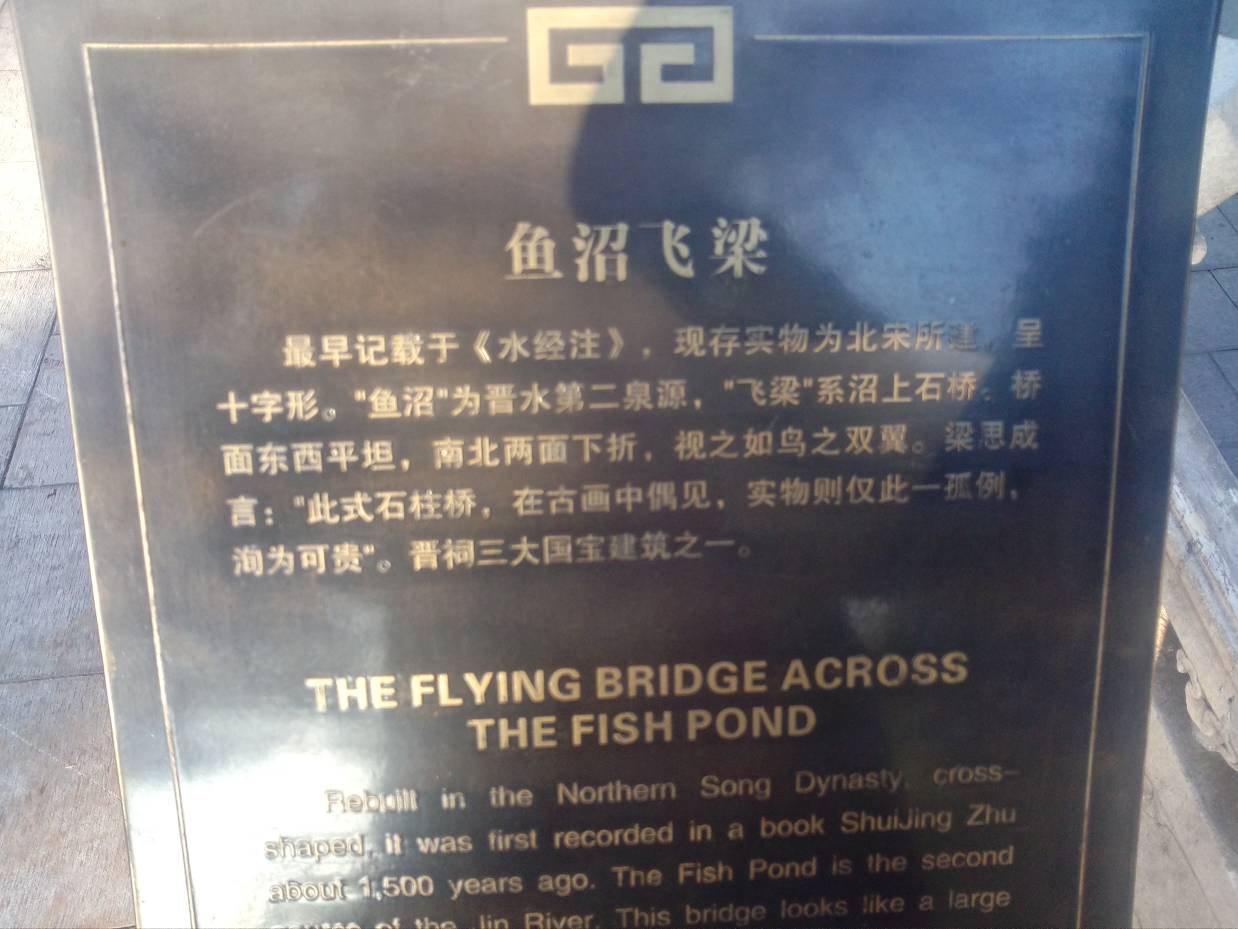 鱼沼飞梁
最早记载于《水经注》，现存实物为北宋所建，呈
十字形。"鱼沼"为晋水第二泉源，"飞梁"系沼上石桥。桥
面东西平坦，南北两面下折，视之如鸟之双翼。梁思成
言："此式石柱桥，在古画中偶见，实物则仅此一孤例，
洵为可贵"。晋祠三大国宝建筑之一。
THE FLYING BRIDGE ACROSS
THE FISH POND
Rebuilt in the Northern Song Dynasty, cross-
shaped, it was first recorded in a book ShuiJing Zhu
about 1,500 years ago. The Fish Pond is the second
source of the Jin River. This bridge looks like a large